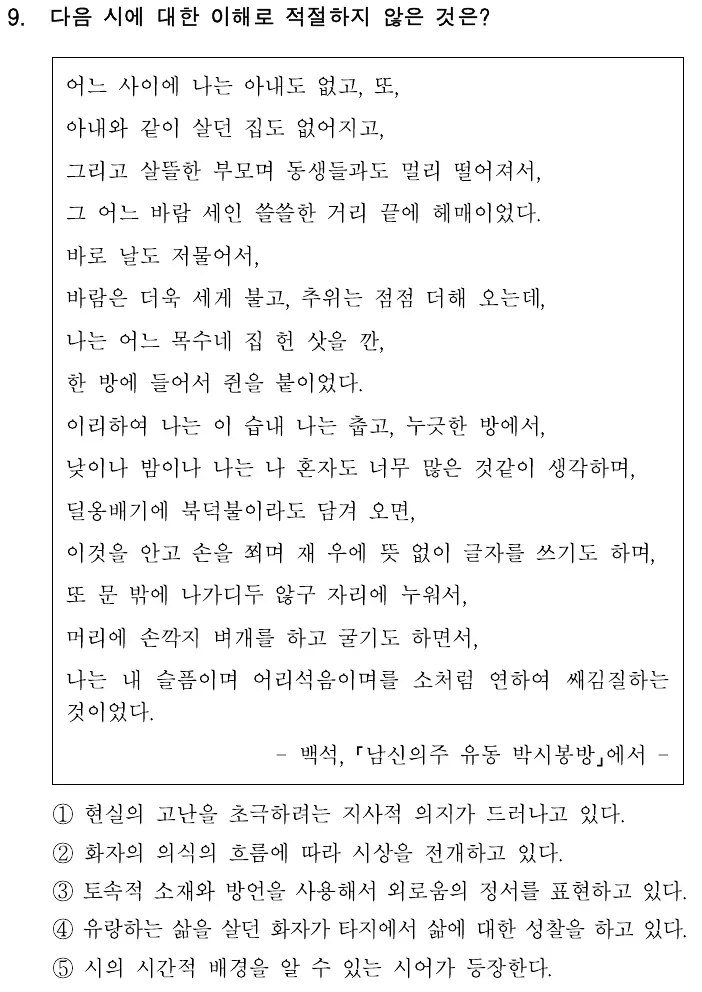 9. 다음 시에 대한 이해로 적절하지 않은 것은?
어느 사이에 나는 아내도 없고, 또,
아내와 같이 살던 집도 없어지고,
그리고 살뜰한 부모며 동생들과도 멀리 떨어져서,
그 어느 바람 세인 쓸쓸한 거리 끝에 헤매이었다.
바로 날도 저물어서,
바람은 더욱 세게 불고, 추위는 점점 더해 오는데,
나는 어느 목수네 집 헌 삿을 깐,
한 방에 들어서 쥔을 붙이었다.
이리하여 나는 이 습내 나는 춥고, 누긋한 방에서,
낮이나 밤이나 나는 나 혼자도 너무 많은 것같이 생각하며,
딜옹배기에 북덕불이라도 담겨 오면,
이것을 안고 손을 쬐며 재 우에 뜻 없이 글자를 쓰기도 하며,
또 문 밖에 나가디두 않구 자리에 누워서,
머리에 손깍지 벼개를 하고 굴기도 하면서,
나는 내 슬픔이며 어리석음이며를 소처럼 연하여 쌔김질하는
것이었다.
- 백석, 「남신의주 유동 박시봉방」에서 -
① 현실의 고난을 초극하려는 지사적 의지가 드러나고 있다.
② 화자의 의식의 흐름에 따라 시상을 전개하고 있다.
③ 토속적 소재와 방언을 사용해서 외로움의 정서를 표현하고 있다.
④ 유랑하는 삶을 살던 화자가 타지에서 삶에 대한 성찰을 하고 있다.
⑤ 시의 시간적 배경을 알 수 있는 시어가 등장한다.